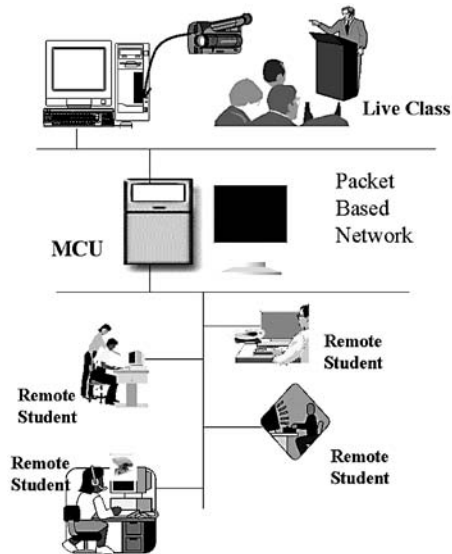 Live Class
Packet
Based
Network
MCU
Remote
Student
Remote
Student
Remote
Student
Remote
Student